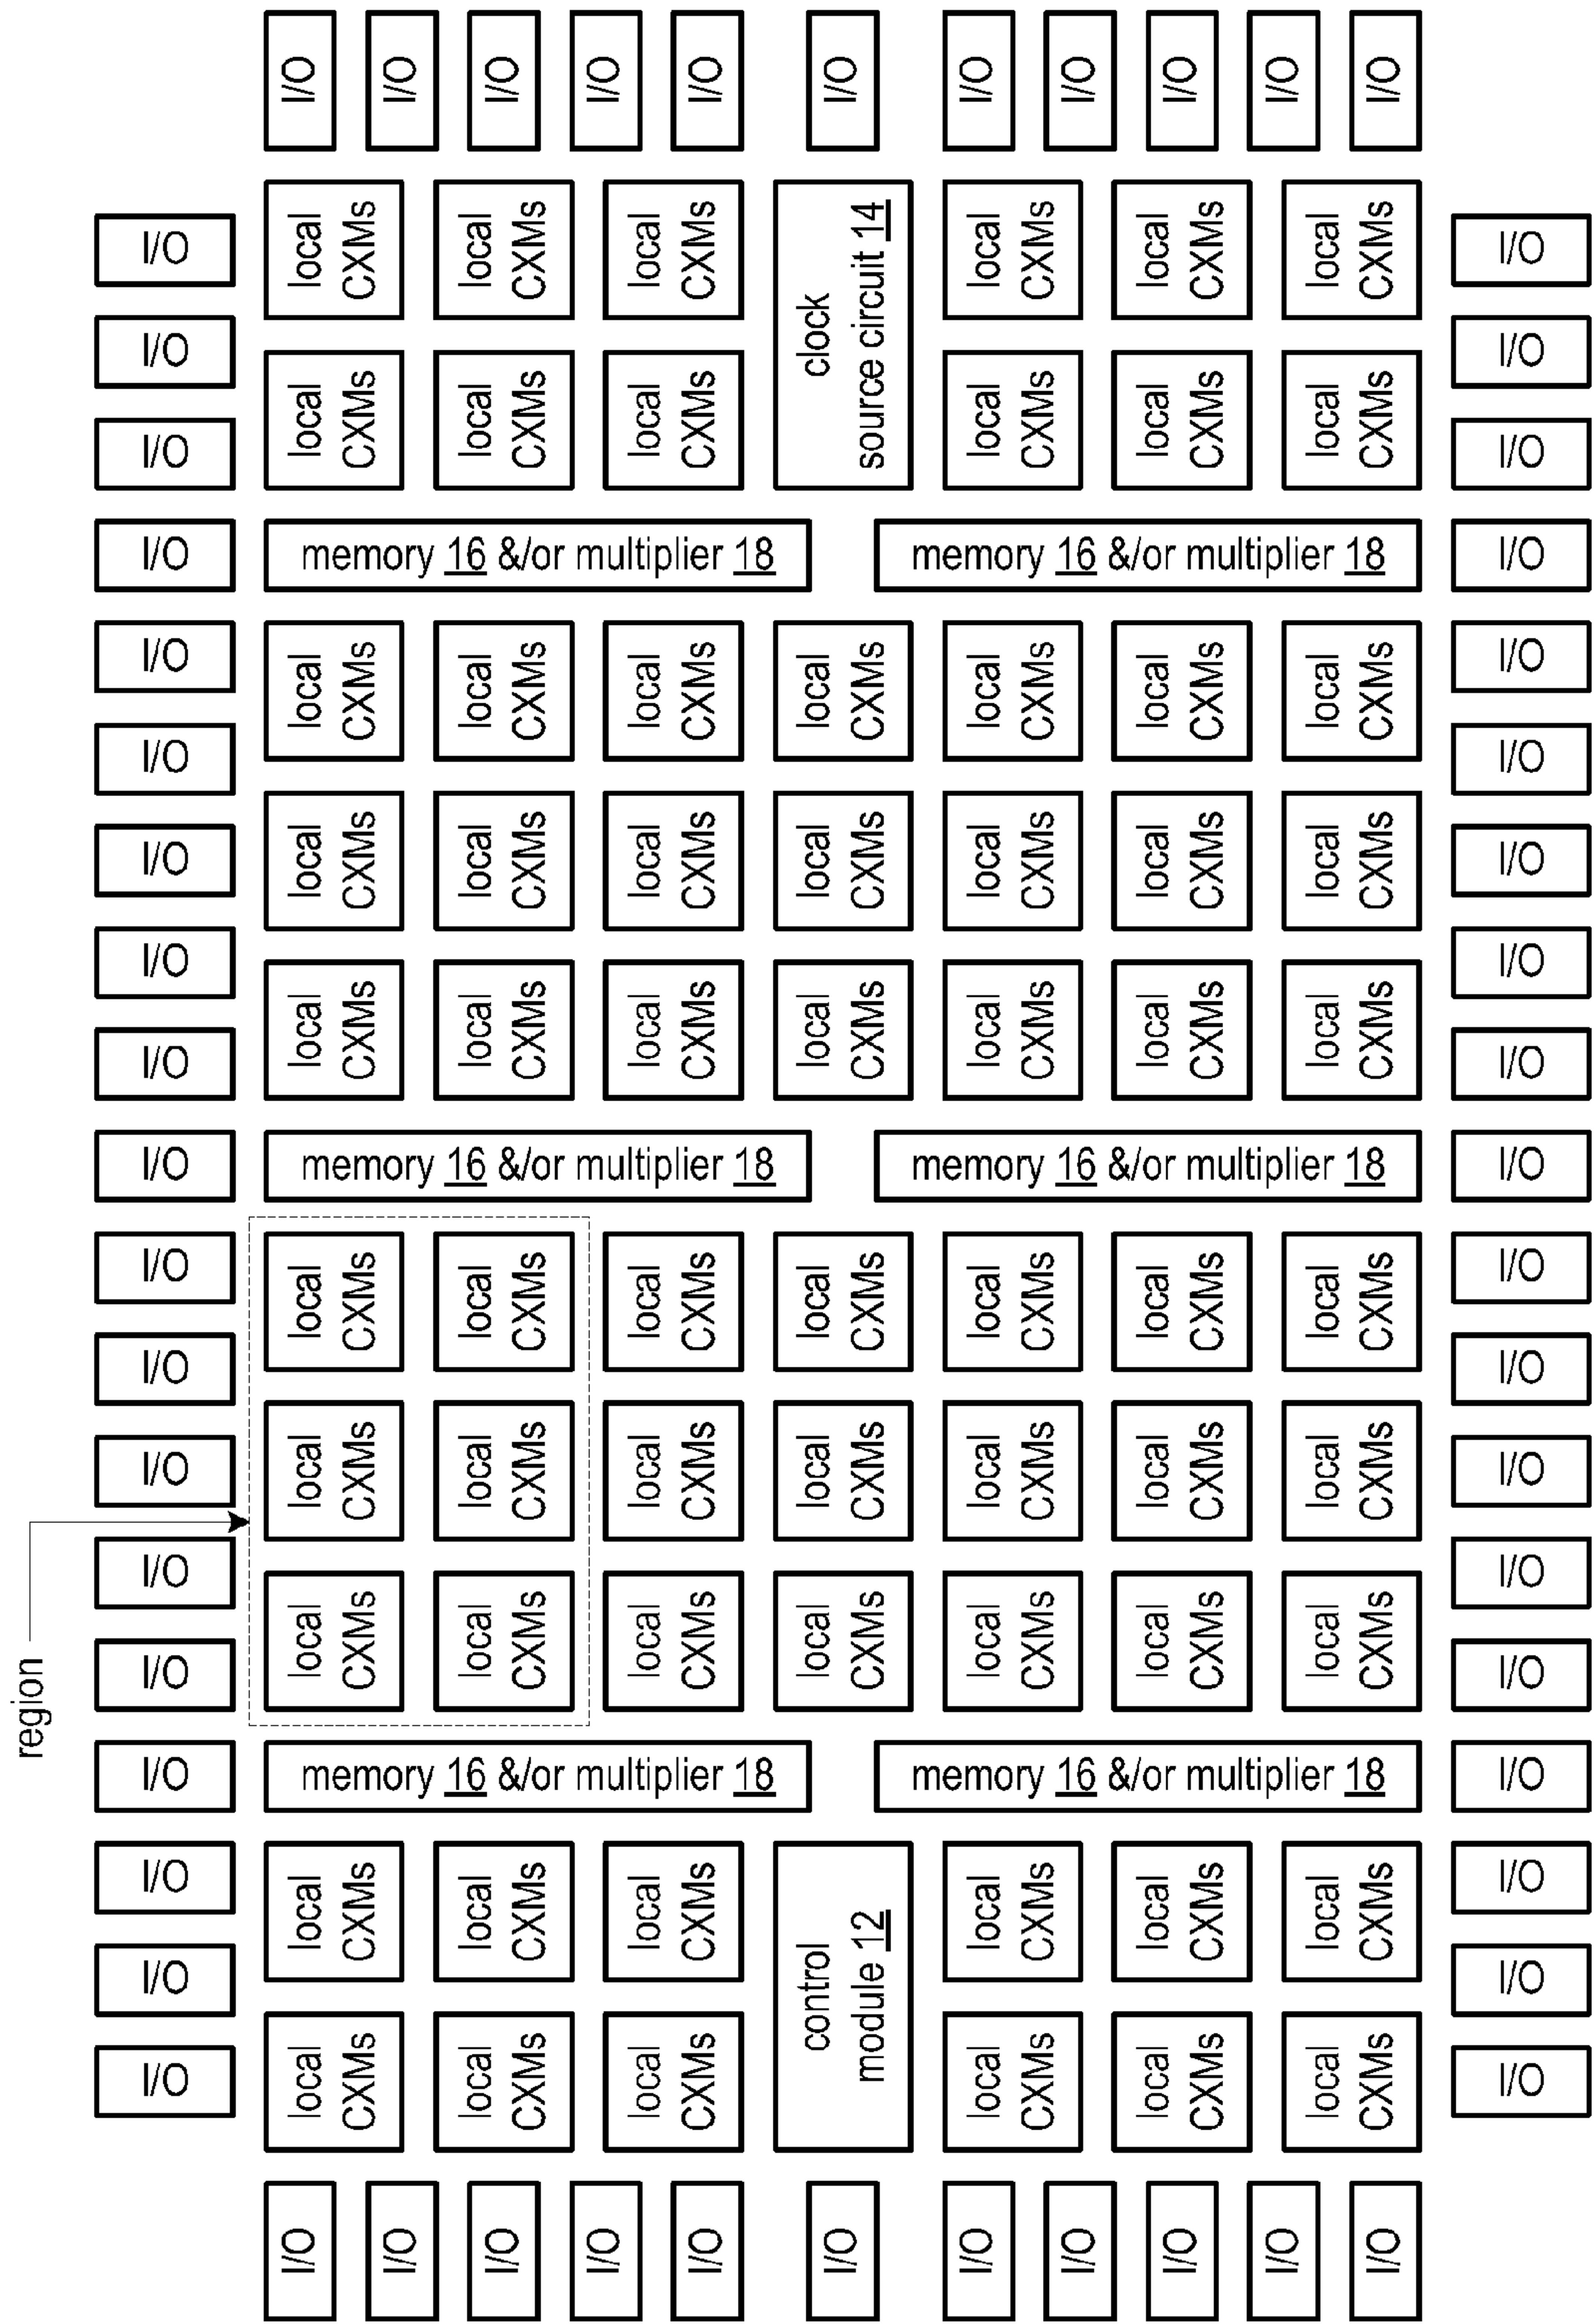 I/O I/O I/O I/O I/O I/O I/O I/O I/O I/O I/O
I/O local CXMs local CXMs local CXMs clock source circuit 14 local CXMs local CXMs local CXMs I/O
I/O I/O
I/O local CXMs local CXMs local CXMs local CXMs local CXMs local CXMs I/O
I/O memory 16 &/or multiplier 18 memory 16 &/or multiplier 18 I/O
I/O local CXMs local CXMs local CXMs local CXMs local CXMs local CXMs local CXMs I/O
I/O I/O
I/O local CXMs local CXMs local CXMs local CXMs local CXMs local CXMs local CXMs I/O
I/O I/O
I/O local CXMs local CXMs local CXMs local CXMs local CXMs local CXMs local CXMs I/O
I/O memory 16 &/or multiplier 18 memory 16 &/or multiplier 18 I/O
I/O local CXMs local CXMs local CXMs local CXMs local CXMs local CXMs local CXMs I/O
I/O I/O
I/O local CXMs local CXMs local CXMs local CXMs local CXMs local CXMs local CXMs I/O
I/O I/O
I/O local CXMs local CXMs local CXMs local CXMs local CXMs local CXMs local CXMs I/O
region
I/O memory 16 &/or multiplier 18 memory 16 &/or multiplier 18 I/O
I/O local CXMs local CXMs local CXMs control module 12 local CXMs local CXMs local CXMs I/O
I/O I/O
I/O local CXMs local CXMs local CXMs local CXMs local CXMs local CXMs I/O
I/O I/O I/O I/O I/O I/O I/O I/O I/O I/O I/O